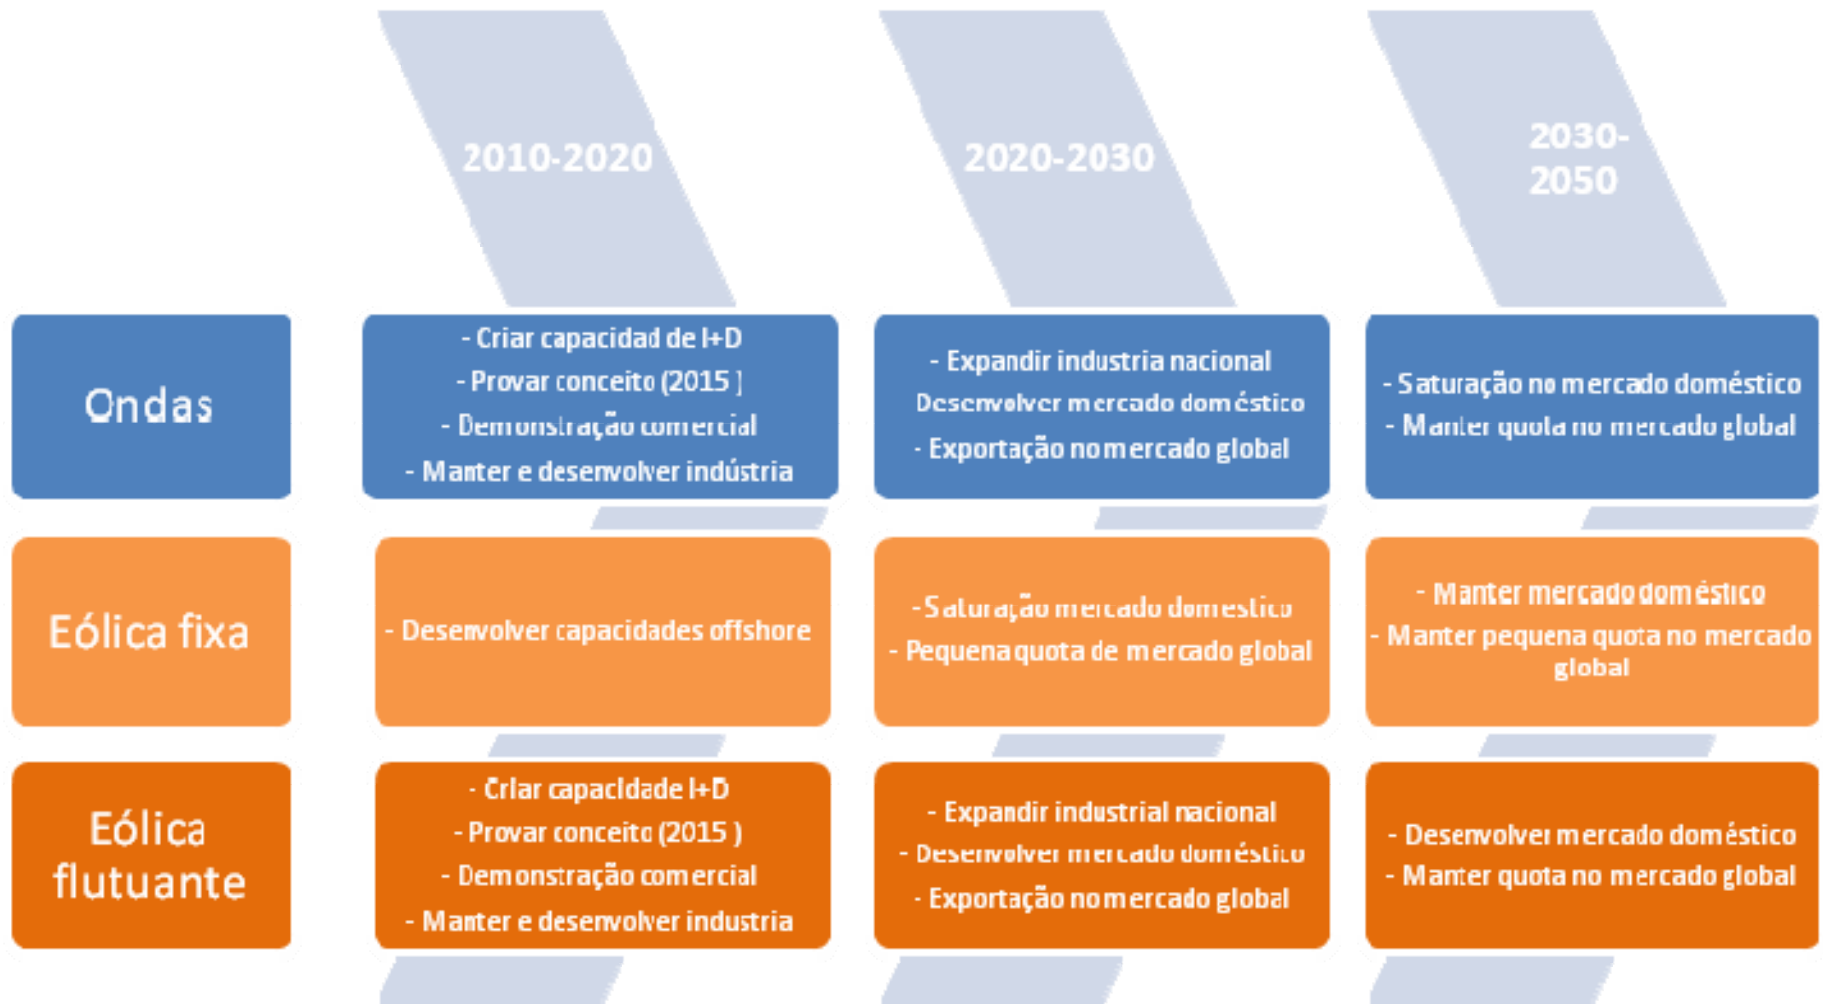 2010-2020
2020-2030
2030-
2050
Ondas
- Criar capacidad de I+D
- Provar conceito (2015 )
- Demonstração comercial
- Manter e desenvolver indústria
- Expandir industria nacional
Desenvolver mercado doméstico
- Exportação no mercado global
- Saturação no mercado doméstico
- Manter quota no mercado global
Eólica fixa
- Desenvolver capacidades offshore
- Saturação mercado domestico
- Pequena quota de mercado global
- Manter mercado doméstico
- Manter pequena quota no mercado
global
Eólica
flutuante
- Criar capacidade I+D
- Provar conceito (2015 )
- Demonstração comercial
- Manter e desenvolver industria
- Expandir industrial nacional
- Desenvolver mercado doméstico
- Exportação no mercado global
- Desenvolver mercado doméstico
- Manter quota no mercado global